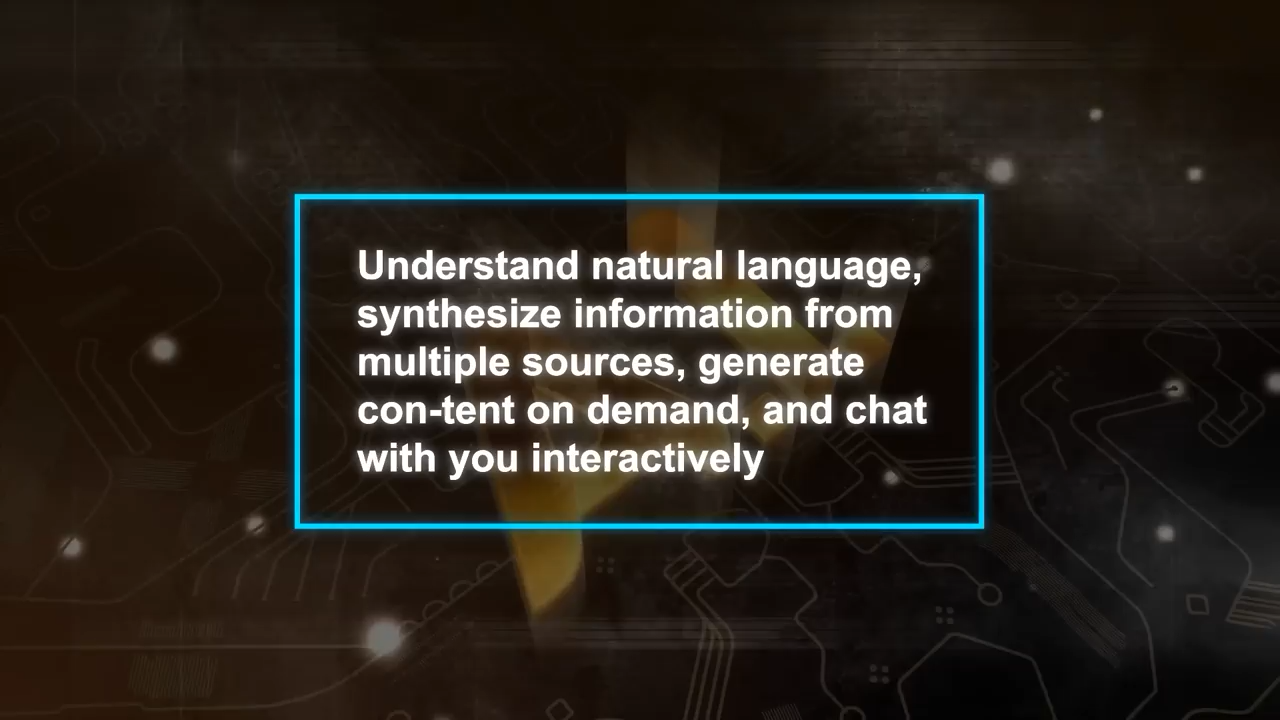 Understand natural language,
synthesize information from
multiple sources, generate
con-tent on demand, and chat
with you interactively